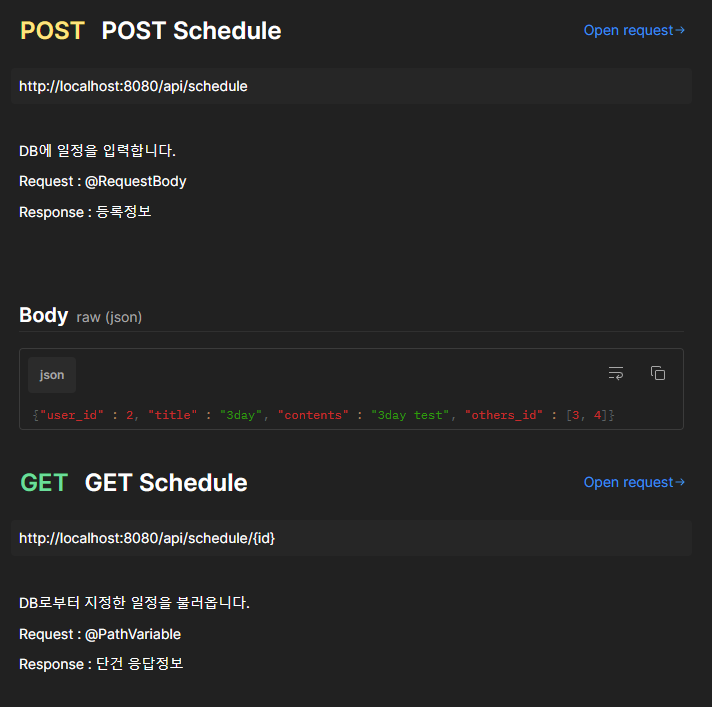 POST POST Schedule Open request→
http://localhost:8080/api/schedule
DB에 일정을 입력합니다.
Request : @RequestBody
Response : 등록정보
Body raw (json)
json
{"user_id" : 2, "title" : "3day", "contents" : "3day test", "others_id" : [3, 4]}
GET GET Schedule Open request→
http://localhost:8080/api/schedule/{id}
DB로부터 지정한 일정을 불러옵니다.
Request : @PathVariable
Response : 단건 응답정보